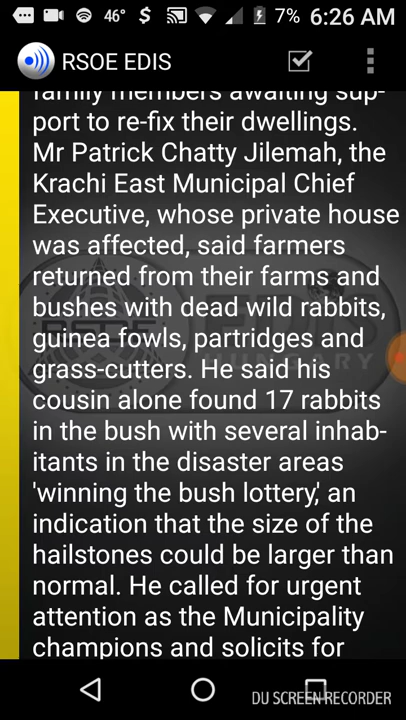 46° $ 7% 6:26 AM
RSOE EDIS
family members awaiting sup-
port to re-fix their dwellings.
Mr Patrick Chatty Jilemah, the
Krachi East Municipal Chief
Executive, whose private house
was affected, said farmers
returned from their farms and
bushes with dead wild rabbits,
guinea fowls, partridges and
grass-cutters. He said his
cousin alone found 17 rabbits
in the bush with several inhab-
itants in the disaster areas
'winning the bush lottery,' an
indication that the size of the
hailstones could be larger than
normal. He called for urgent
attention as the Municipality
champions and solicits for
DU SCREEN RECORDER